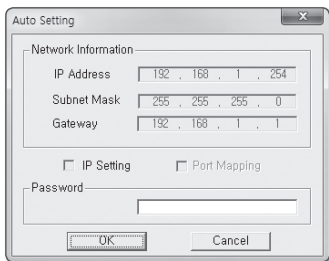 Auto Setting
Network Information
IP Address 192 . 168 . 1 . 254
Subnet Mask 255 . 255 . 255 . 0
Gateway 192 . 168 . 1 . 1
IP Setting Port Mapping
Password
OK Cancel